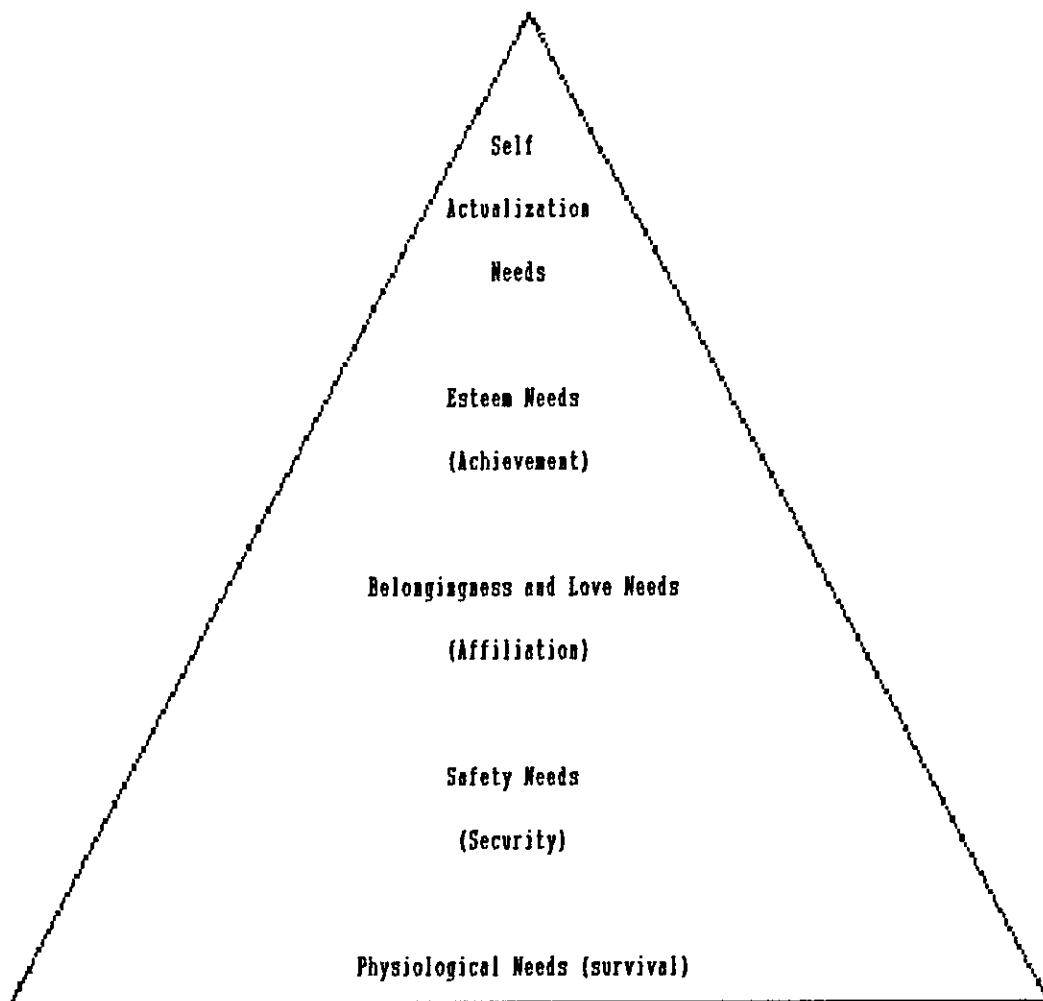 Self
Actualization
Needs
Esteem Needs
(Achievement)
Belongingness and Love Needs
(Affiliation)
Safety Needs
(Security)
Physiological Needs (survival)